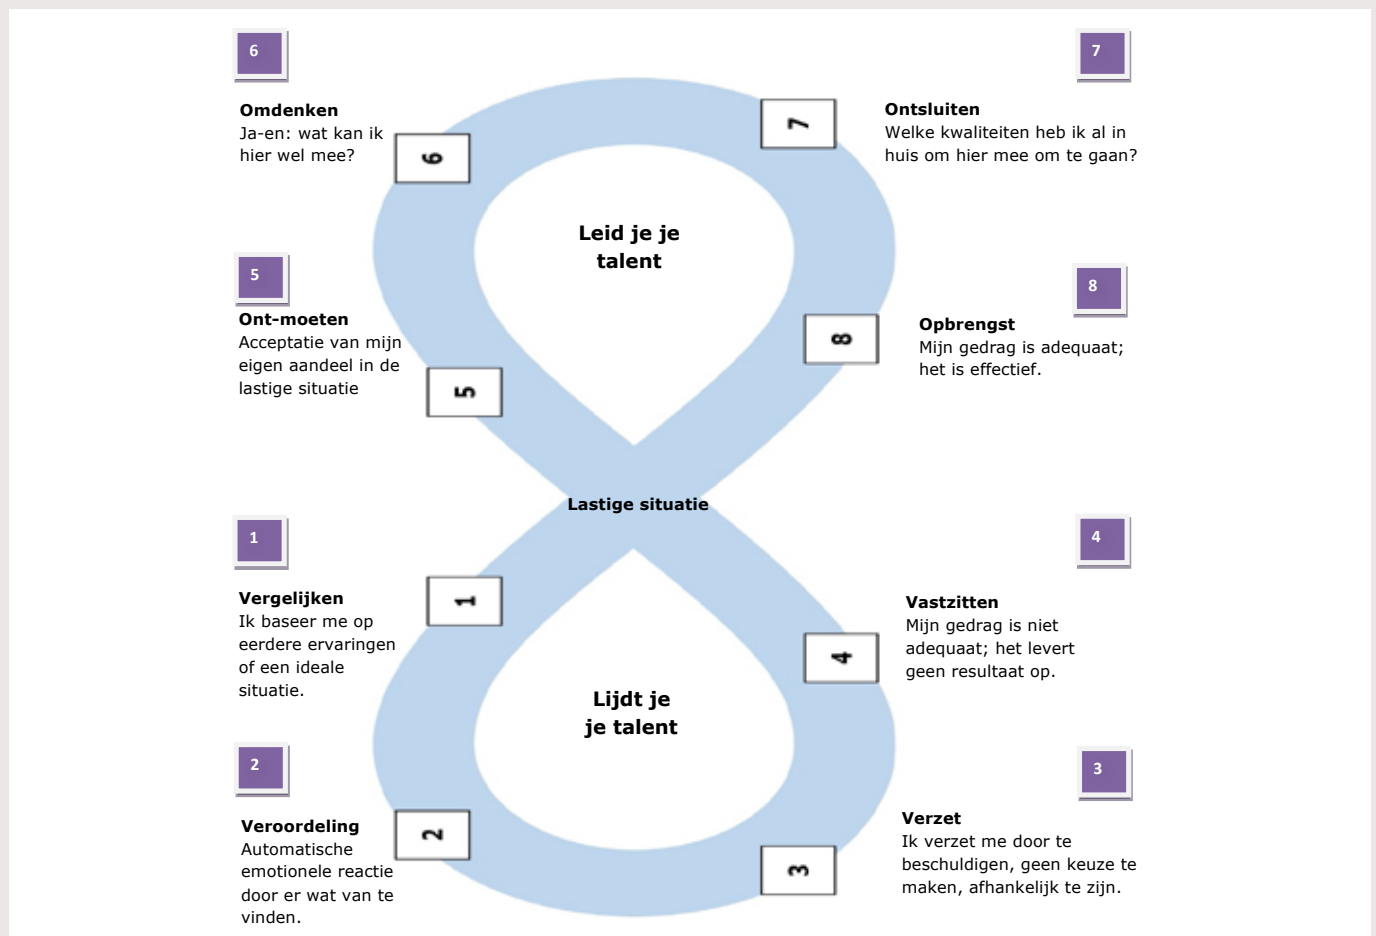 6
Omdenken
Ja-en: wat kan ik
hier wel mee?
6
7
7
Ontsluiten
Welke kwaliteiten heb ik al in
huis om hier mee om te gaan?
Leid je je
talent
5
Ont-moeten
Acceptatie van mijn
eigen aandeel in de
lastige situatie
5
8
8
Opbrengst
Mijn gedrag is adequaat;
het is effectief.
Lastige situatie
1
Vergelijken
Ik baseer me op
eerdere ervaringen
of een ideale
situatie.
1
4
4
Vastzitten
Mijn gedrag is niet
adequaat; het levert
geen resultaat op.
Lijdt je
je talent
2
Veroordeling
Automatische
emotionele reactie
door er wat van te
vinden.
2
3
3
Verzet
Ik verzet me door te
beschuldigen, geen keuze te
maken, afhankelijk te zijn.